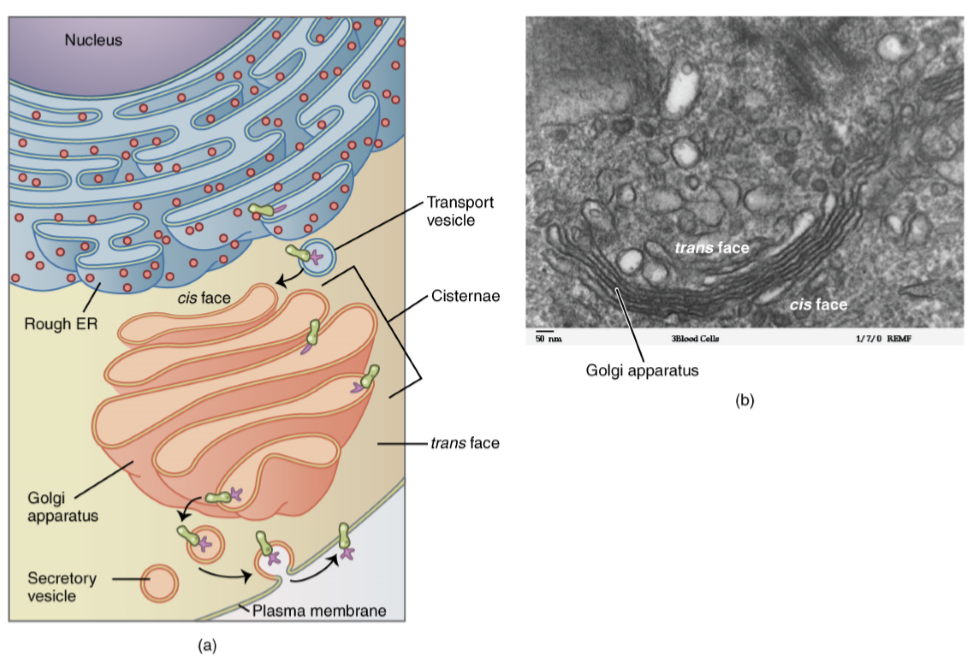 Nucleus
Transport
vesicle
cis face
Cisternae
Rough ER
trans face
Golgi
apparatus
Secretory
vesicle
Plasma membrane
(a)
trans face
cis face
50 nm
3Blood Cells
1/7/0 REMF
Golgi apparatus
(b)